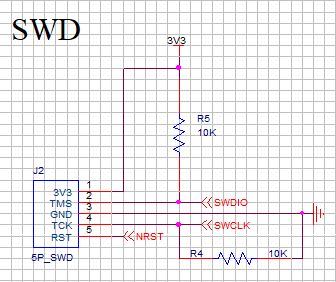 SWD
3V3
R5
10K
J2
3V3 1
TMS 2
SWDIO
GND 3
TCK 4
SWCLK
RST 5
NRST
R4 10K
5P_SWD